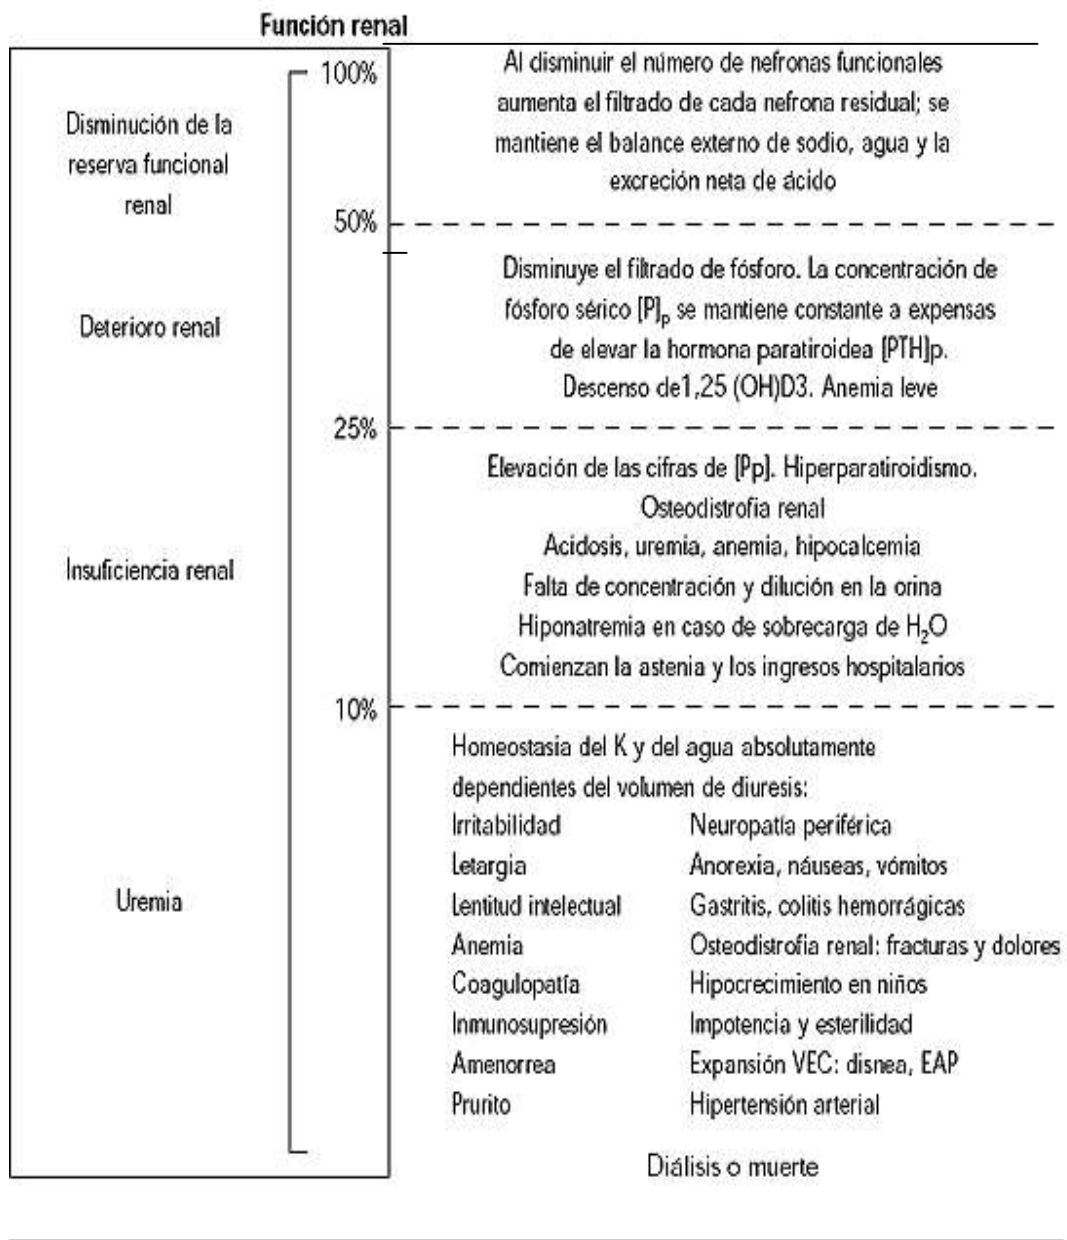 Función renal
100%
Al disminuir el número de nefronas funcionales
aumenta el filtrado de cada nefrona residual; se
mantiene el balance externo de sodio, agua y la
excreción neta de ácido
Disminución de la
reserva funcional
renal
50%
Disminuye el filtrado de fósforo. La concentración de
fósforo sérico [P]p se mantiene constante a expensas
de elevar la hormona paratiroidea [PTH]p.
Descenso de1,25 (OH)D3. Anemia leve
Deterioro renal
25%
Elevación de las cifras de [Pp]. Hiperparatiroidismo.
Osteodistrofia renal
Acidosis, uremia, anemia, hipocalcemia
Falta de concentración y dilución en la orina
Hiponatremia en caso de sobrecarga de H2O
Comienzan la astenia y los ingresos hospitalarios
Insuficiencia renal
10%
Homeostasia del K y del agua absolutamente
dependientes del volumen de diuresis:
Irritabilidad Neuropatía periférica
Letargia Anorexia, náuseas, vómitos
Lentitud intelectual Gastritis, colitis hemorrágicas
Anemia Osteodistrofia renal: fracturas y dolores
Coagulopatía Hipocrecimiento en niños
Inmunosupresión Impotencia y esterilidad
Amenorrea Expansión VEC: disnea, EAP
Prurito Hipertensión arterial
Uremia
Diálisis o muerte